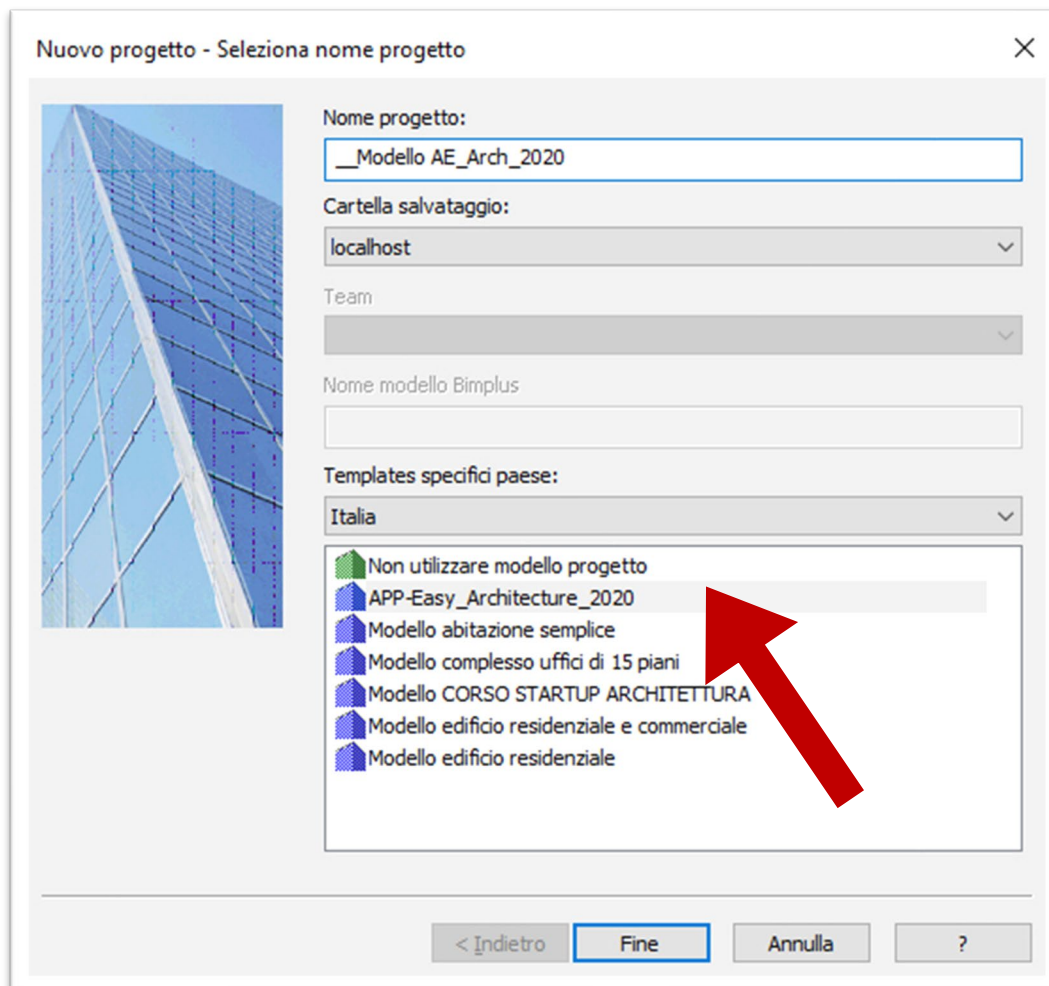 Nuovo progetto - Seleziona nome progetto
Nome progetto:
__Modello AE_Arch_2020
Cartella salvataggio:
localhost
Team
Nome modello Bimplus
Templates specifici paese:
Italia
Non utilizzare modello progetto
APP-Easy_Architecture_2020
Modello abitazione semplice
Modello complesso uffici di 15 piani
Modello CORSO STARTUP ARCHITETTURA
Modello edificio residenziale e commerciale
Modello edificio residenziale
< Indietro Fine Annulla ?